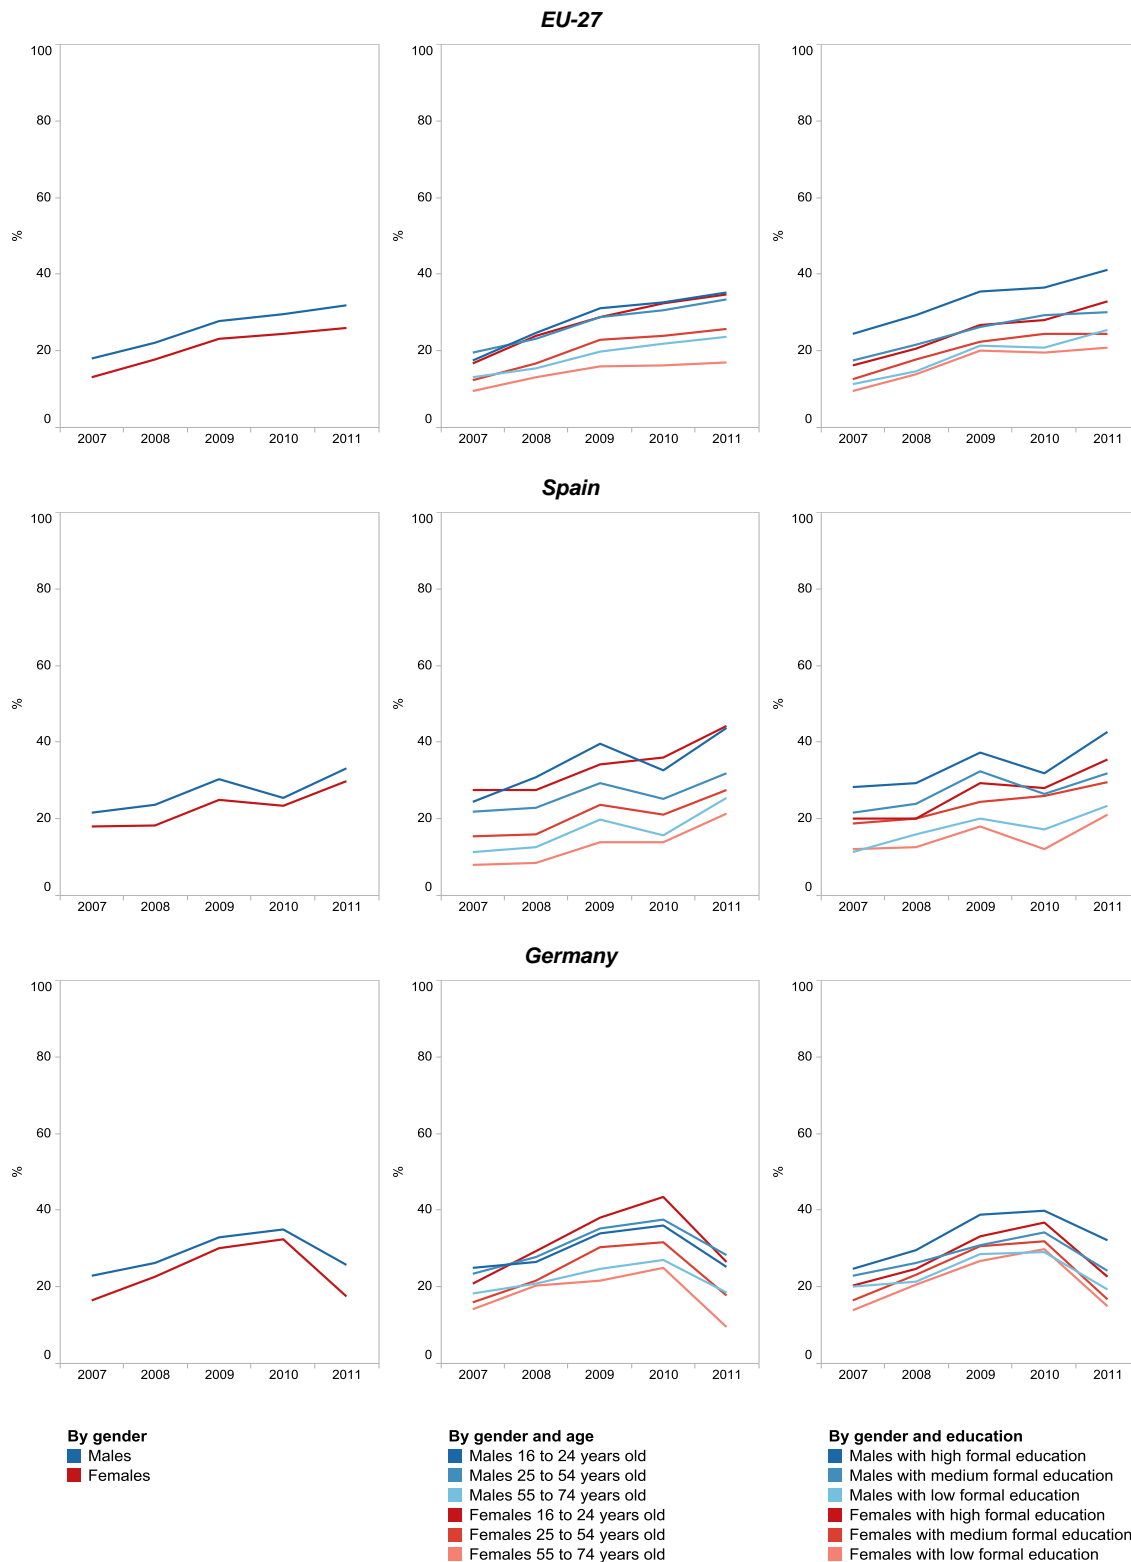 EU-27
100 100 100
80 80 80
60 60 60
% % %
40 40 40
20 20 20
0 0 0
2007 2008 2009 2010 2011 2007 2008 2009 2010 2011 2007 2008 2009 2010 2011
Spain
100 100 100
80 80 80
60 60 60
% % %
40 40 40
20 20 20
0 0 0
2007 2008 2009 2010 2011 2007 2008 2009 2010 2011 2007 2008 2009 2010 2011
Germany
100 100 100
80 80 80
60 60 60
% % %
40 40 40
20 20 20
0 0 0
2007 2008 2009 2010 2011 2007 2008 2009 2010 2011 2007 2008 2009 2010 2011
By gender
Males
Females
By gender and age
Males 16 to 24 years old
Males 25 to 54 years old
Males 55 to 74 years old
Females 16 to 24 years old
Females 25 to 54 years old
Females 55 to 74 years old
By gender and education
Males with high formal education
Males with medium formal education
Males with low formal education
Females with high formal education
Females with medium formal education
Females with low formal education